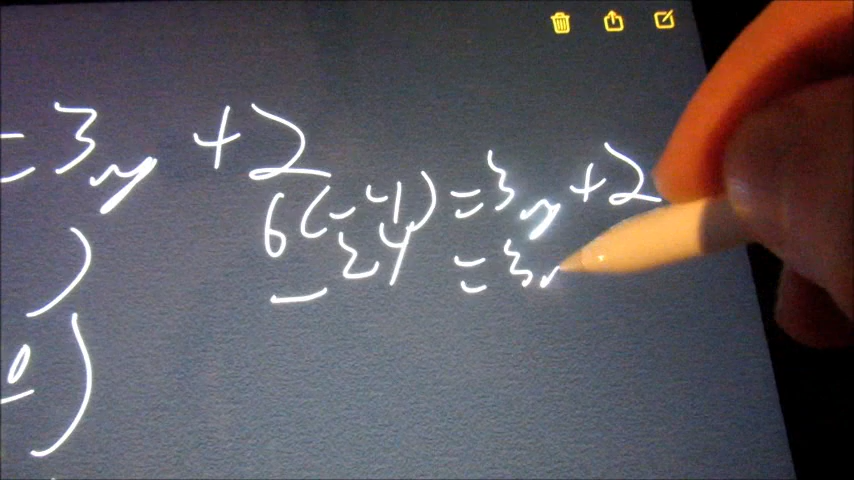 = 3y + 2
6(-4) = 3y + 2
-24 = 3y
)
0)